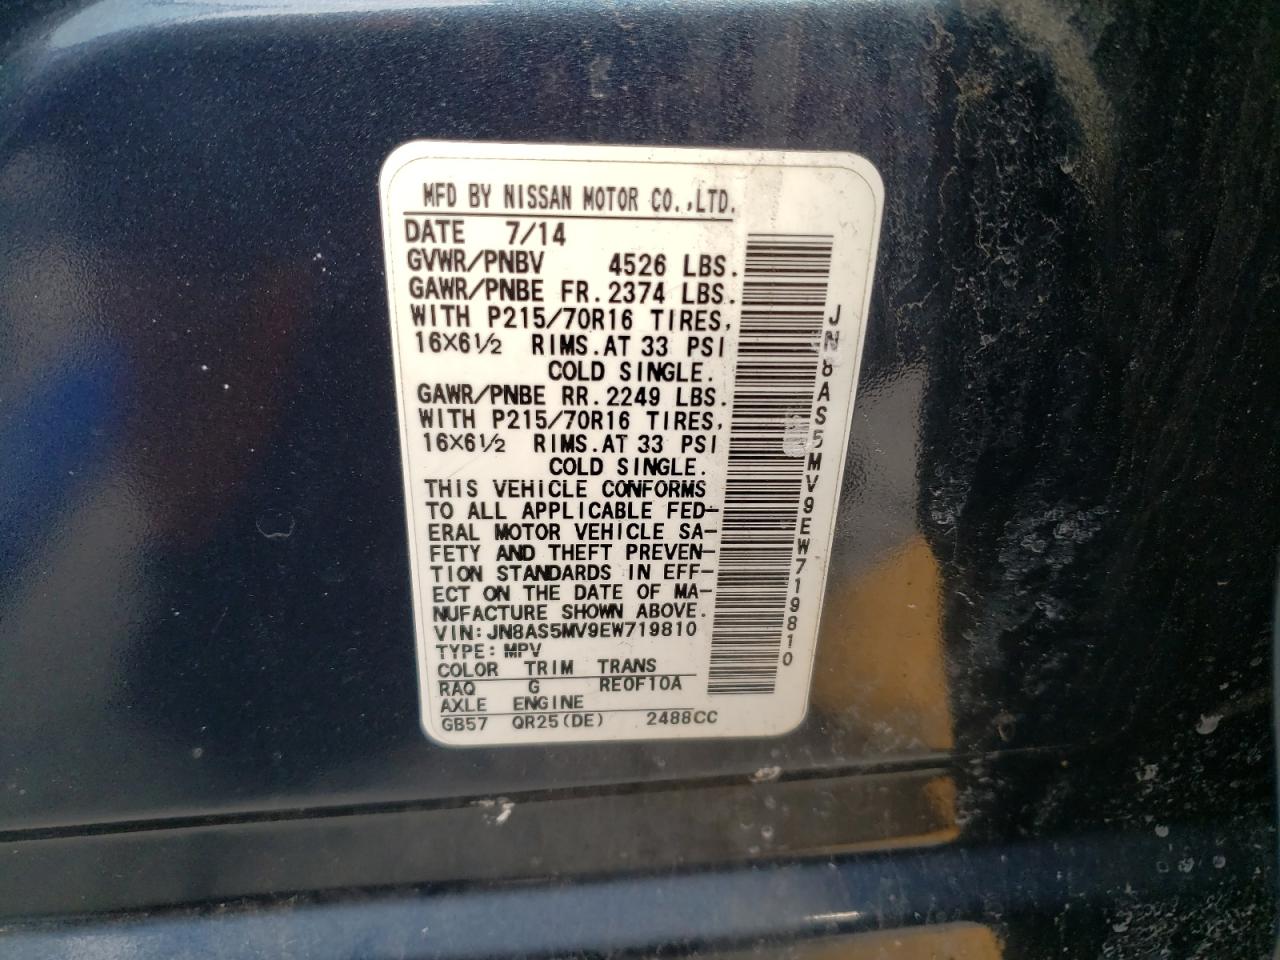 MFD BY NISSAN MOTOR CO.,LTD.
DATE 7/14
GVWR/PNBV 4526 LBS.
GAWR/PNBE FR.2374 LBS.
WITH P215/70R16 TIRES,
16X6½ RIMS.AT 33 PSI
COLD SINGLE.
GAWR/PNBE RR.2249 LBS.
WITH P215/70R16 TIRES,
16X6½ RIMS.AT 33 PSI
COLD SINGLE.
THIS VEHICLE CONFORMS
TO ALL APPLICABLE FED-
ERAL MOTOR VEHICLE SA-
FETY AND THEFT PREVEN-
TION STANDARDS IN EFF-
ECT ON THE DATE OF MA-
NUFACTURE SHOWN ABOVE.
VIN:JN8AS5MV9EW719810
TYPE:MPV
COLOR TRIM TRANS
RAQ G RE0F10A
AXLE ENGINE
GB57 QR25(DE) 2488CC
JN8AS5MV9EW719810